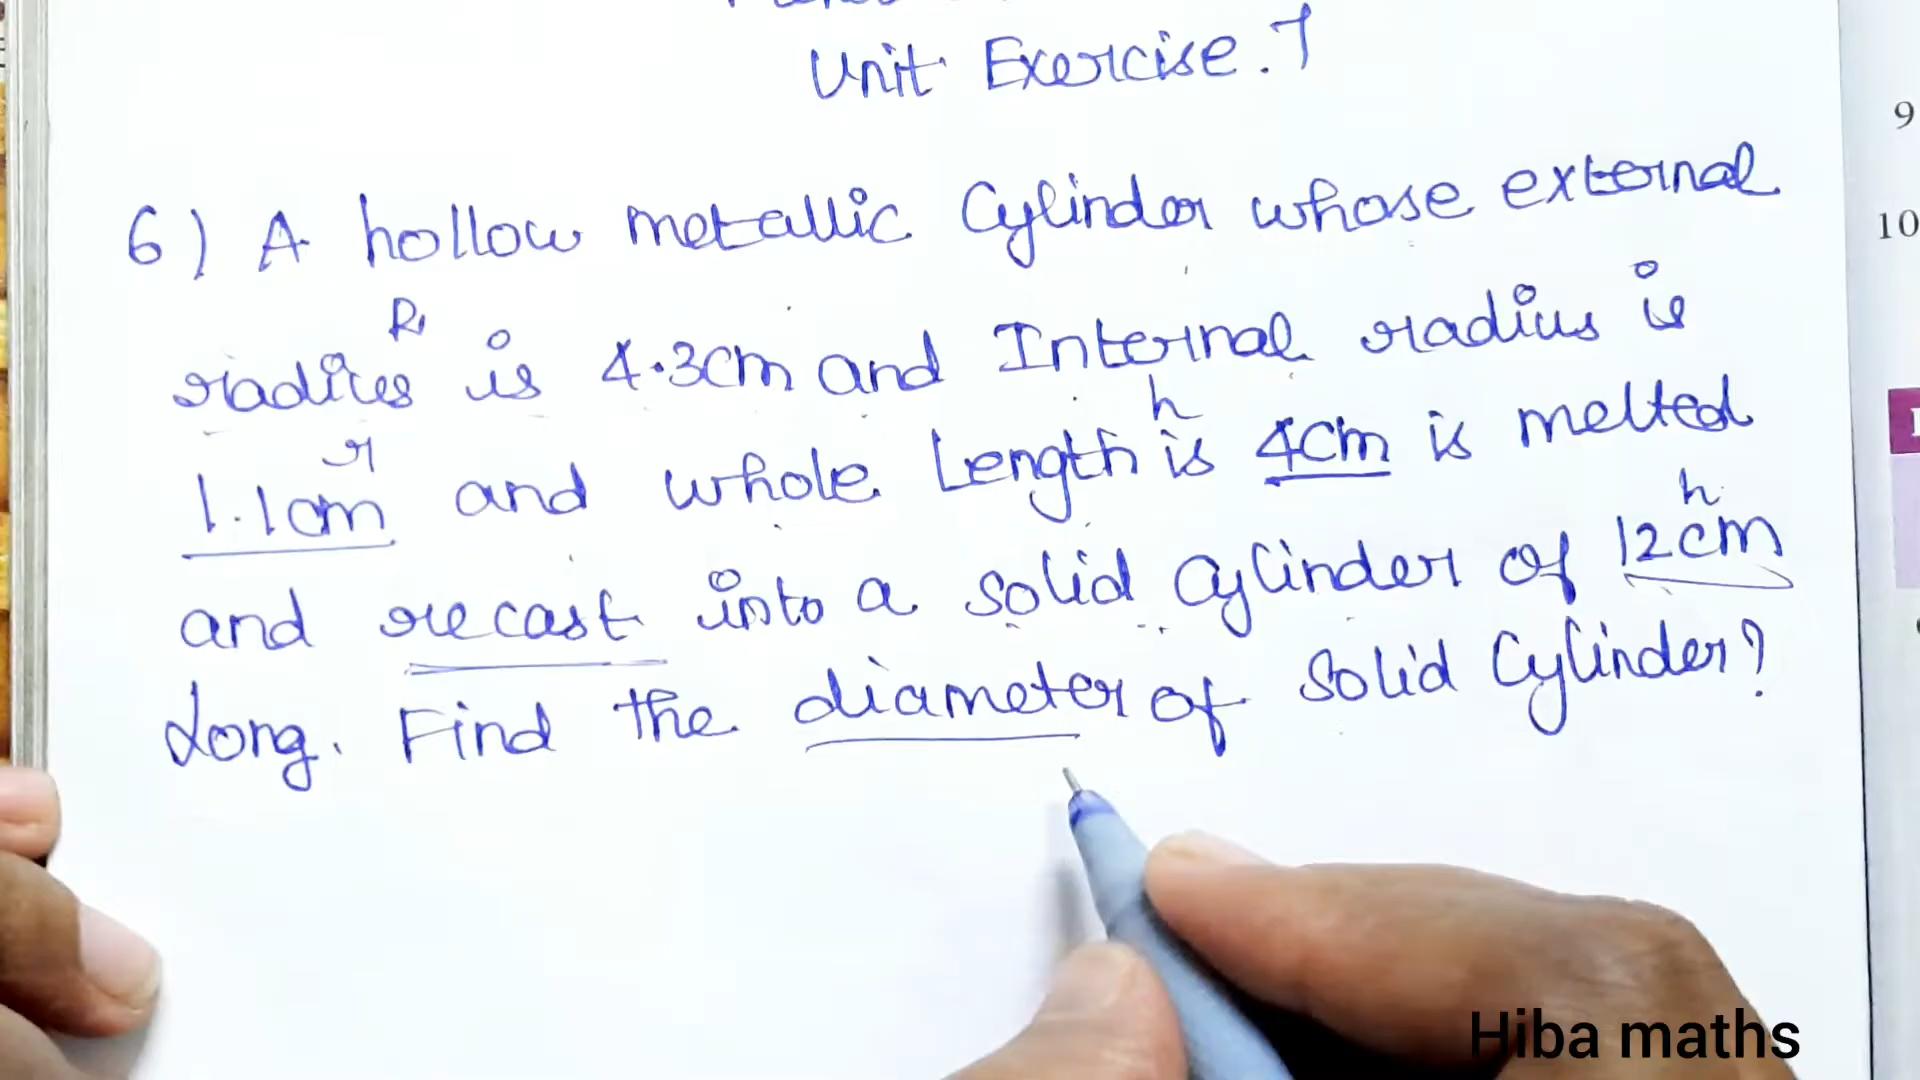 Unit Exercise. 7
6) A hollow metallic Cylinder whose external
R
radius is 4.3cm and Internal radius is
r h
1.1cm and whole Length is 4cm is melted
h
and recast into a solid cylinder of 12cm
Long. Find the diameter of solid Cylinder?
9
10
Hiba maths